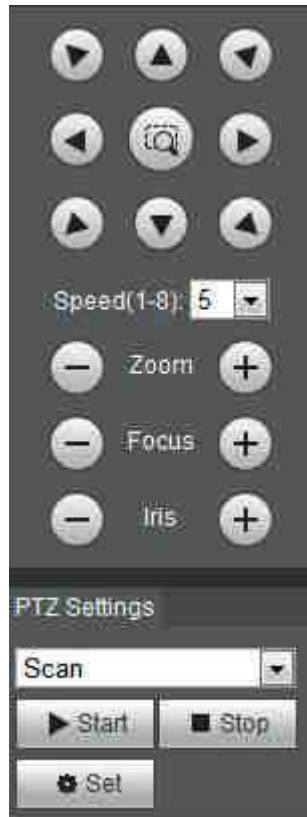 Speed(1-8): 5
Zoom
Focus
Iris
PTZ Settings
Scan
Start Stop
Set